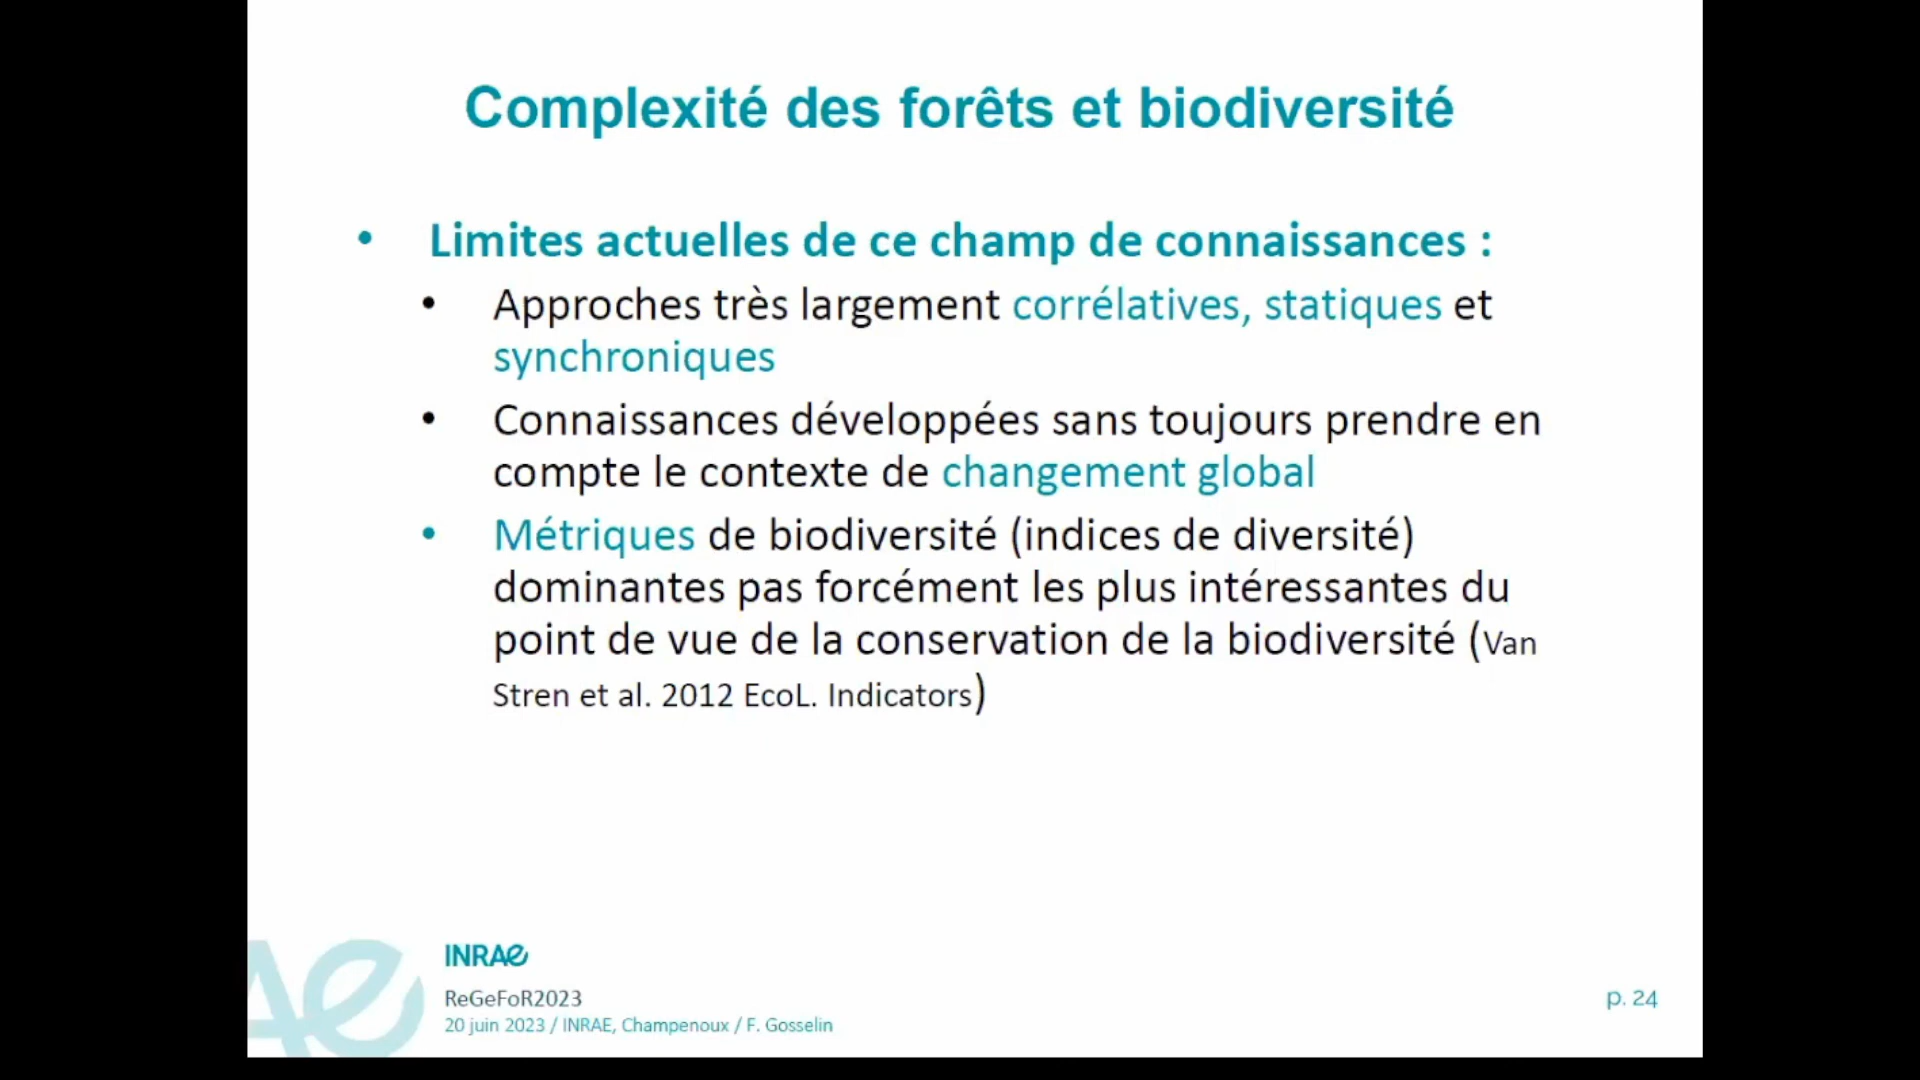 Complexité des forêts et biodiversité
• Limites actuelles de ce champ de connaissances :
• Approches très largement corrélatives, statiques et
synchroniques
• Connaissances développées sans toujours prendre en
compte le contexte de changement global
• Métriques de biodiversité (indices de diversité)
dominantes pas forcément les plus intéressantes du
point de vue de la conservation de la biodiversité (Van
Stren et al. 2012 EcoL. Indicators)
INRAE
ReGeFoR2023
20 juin 2023 / INRAE, Champenoux / F. Gosselin
p. 24